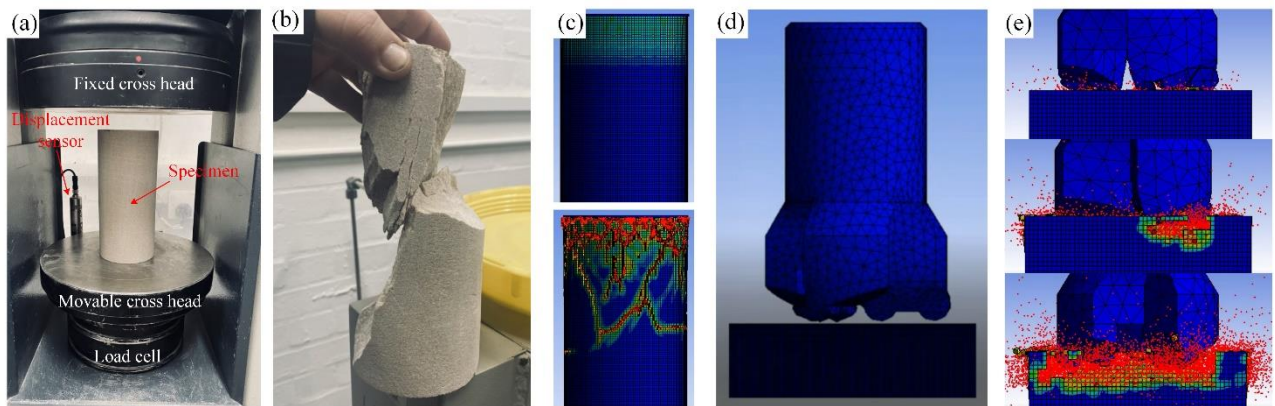 (a)
Fixed cross head
Displacement
sensor
Specimen
Movable cross head
Load cell
(b)
(c)
(d)
(e)